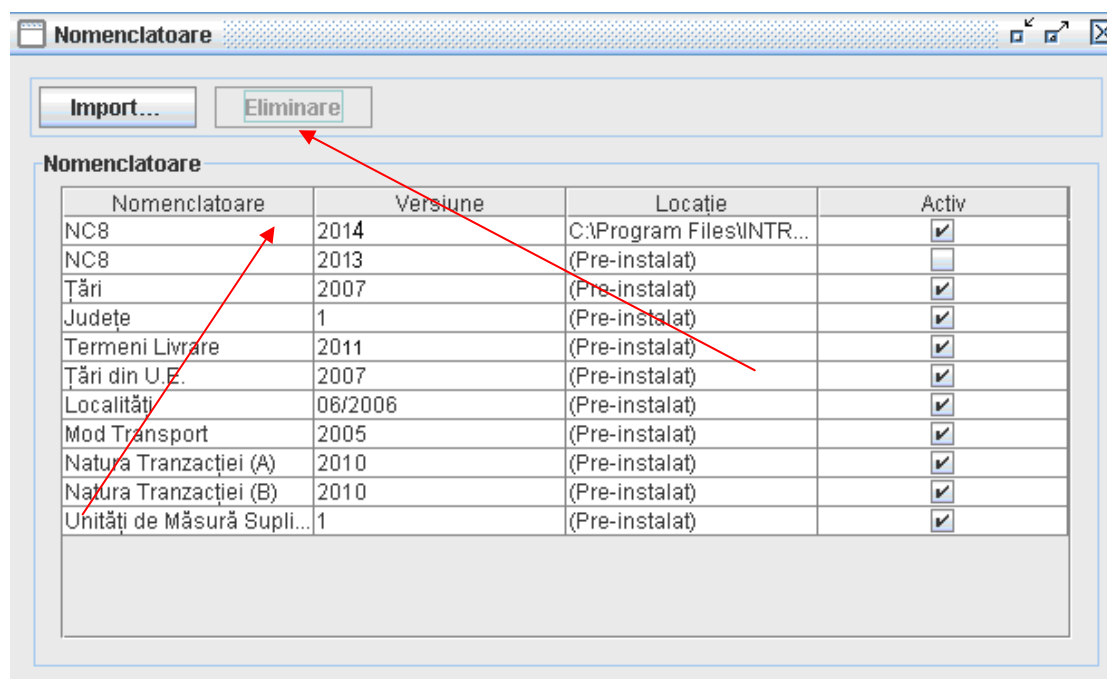 Nomenclatoare
Import... Eliminare
Nomenclatoare
Nomenclatoare Versiune Locație Activ
NC8 2014 C:\Program Files\INTR...
NC8 2013 (Pre-instalat)
Țări 2007 (Pre-instalat)
Județe 1 (Pre-instalat)
Termeni Livrare 2011 (Pre-instalat)
Țări din U.E. 2007 (Pre-instalat)
Localități 06/2006 (Pre-instalat)
Mod Transport 2005 (Pre-instalat)
Natura Tranzacției (A) 2010 (Pre-instalat)
Natura Tranzacției (B) 2010 (Pre-instalat)
Unități de Măsură Supli... 1 (Pre-instalat)